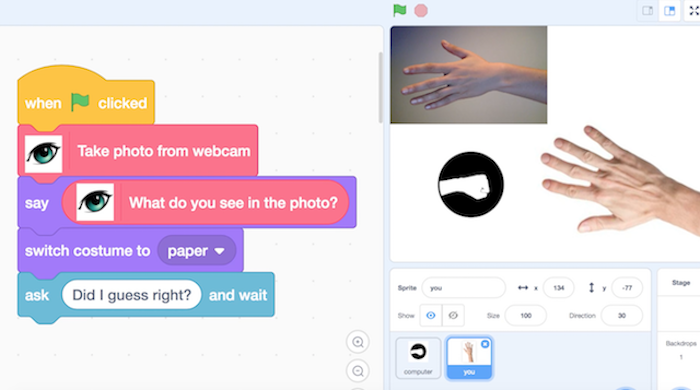 when clicked
Take photo from webcam
say What do you see in the photo?
switch costume to paper
ask Did I guess right? and wait
Sprite you x 134 y -77
Show Size 100 Direction 30
computer
you
Stage
Backdrops
1